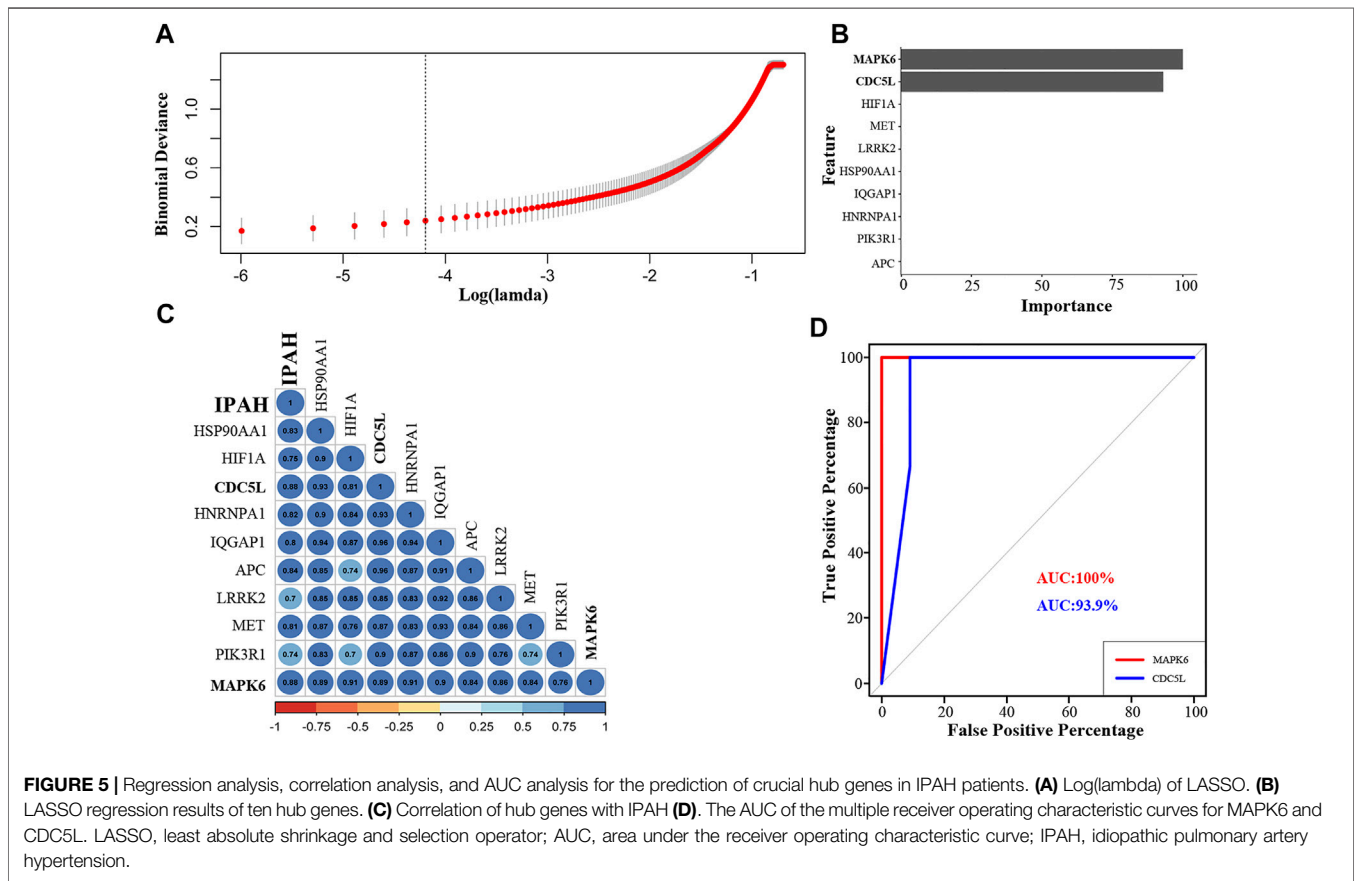 A
Binomial Deviance
0.2 0.6 1.0
-6 -5 -4 -3 -2 -1
Log(lamda)
B
Feature
MAPK6
CDC5L
HIF1A
MET
LRRK2
HSP90AA1
IQGAP1
HNRNPA1
PIK3R1
APC
0 25 50 75 100
Importance
C
IPAH HSP90AA1 HIF1A CDC5L HNRNPA1 IQGAP1 APC LRRK2 MET PIK3R1 MAPK6
IPAH 1
HSP90AA1 0.83 1
HIF1A 0.75 0.9 1
CDC5L 0.88 0.93 0.81 1
HNRNPA1 0.82 0.9 0.84 0.93 1
IQGAP1 0.8 0.94 0.87 0.96 0.94 1
APC 0.84 0.85 0.74 0.96 0.87 0.91 1
LRRK2 0.7 0.85 0.85 0.85 0.83 0.92 0.86 1
MET 0.81 0.87 0.76 0.87 0.83 0.93 0.84 0.86 1
PIK3R1 0.74 0.83 0.7 0.9 0.87 0.86 0.9 0.76 0.74 1
MAPK6 0.88 0.89 0.91 0.89 0.91 0.9 0.84 0.86 0.84 0.76 1
-1 -0.75 -0.5 -0.25 0 0.25 0.5 0.75 1
D
True Positive Percentage
100
80
60
40
20
0
AUC:100%
AUC:93.9%
MAPK6
CDC5L
0 20 40 60 80 100
False Positive Percentage
FIGURE 5 | Regression analysis, correlation analysis, and AUC analysis for the prediction of crucial hub genes in IPAH patients. (A) Log(lambda) of LASSO. (B)
LASSO regression results of ten hub genes. (C) Correlation of hub genes with IPAH (D). The AUC of the multiple receiver operating characteristic curves for MAPK6 and
CDC5L. LASSO, least absolute shrinkage and selection operator; AUC, area under the receiver operating characteristic curve; IPAH, idiopathic pulmonary artery
hypertension.